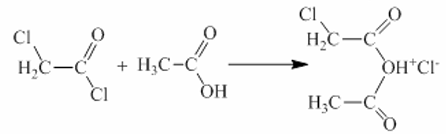 Cl O
H₂C—C
Cl
+
H₃C—C
O
OH
Cl O
H₂C—C
OH⁺Cl⁻
H₃C—C
O